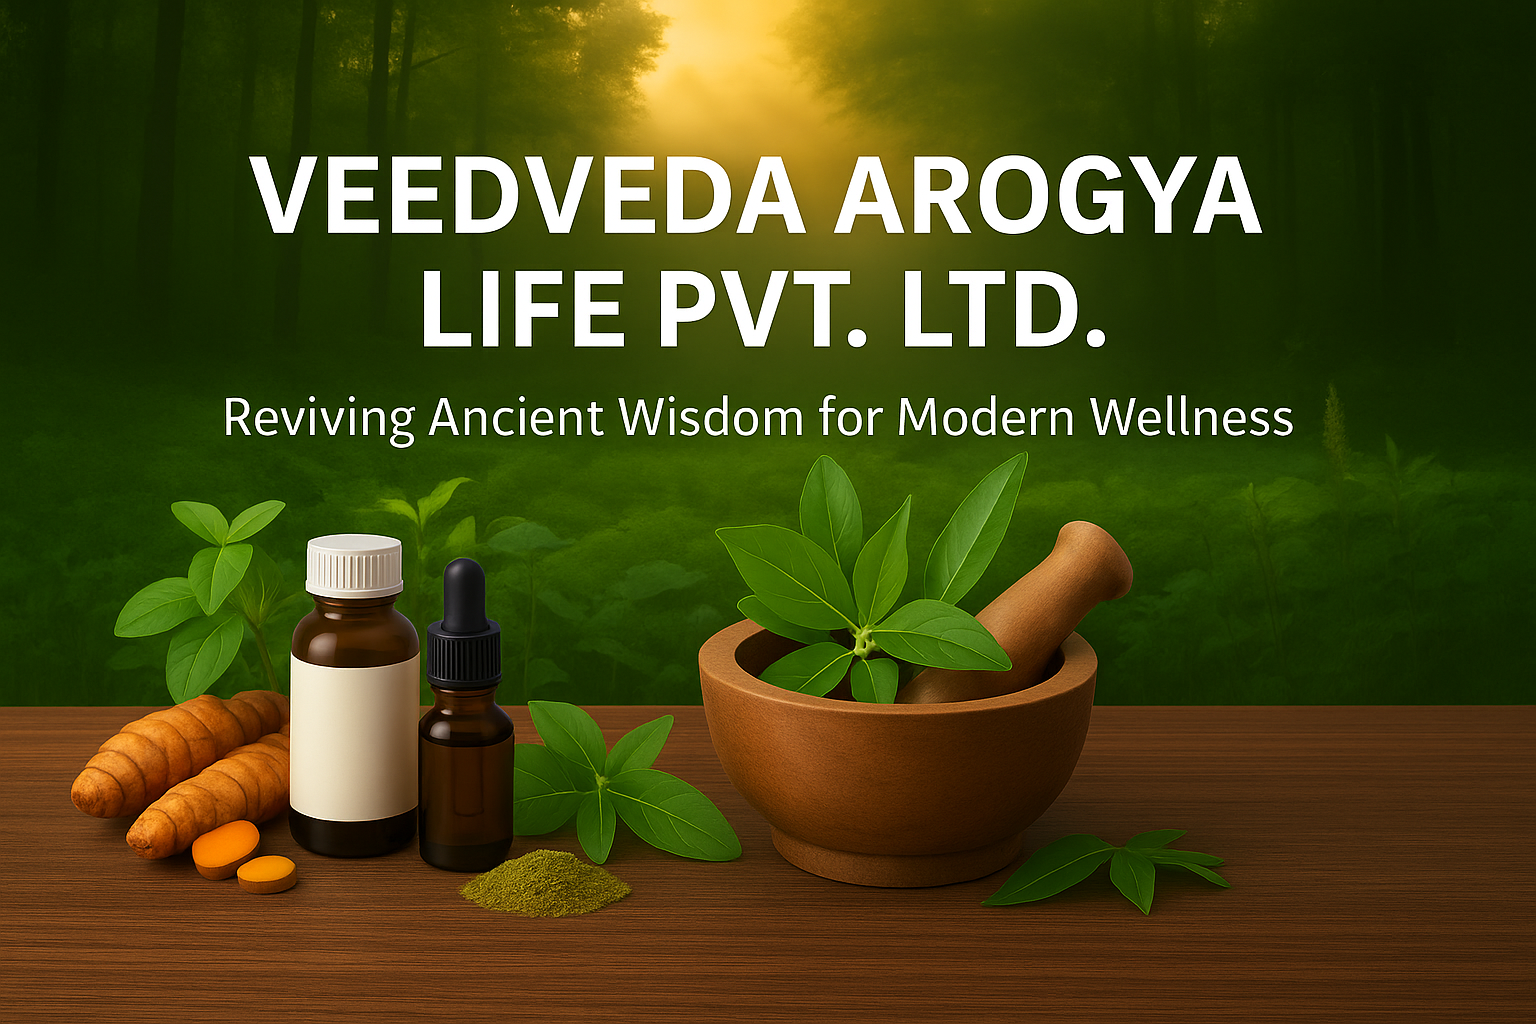 VEEDVEDA AROGYA
LIFE PVT. LTD.
Reviving Ancient Wisdom for Modern Wellness